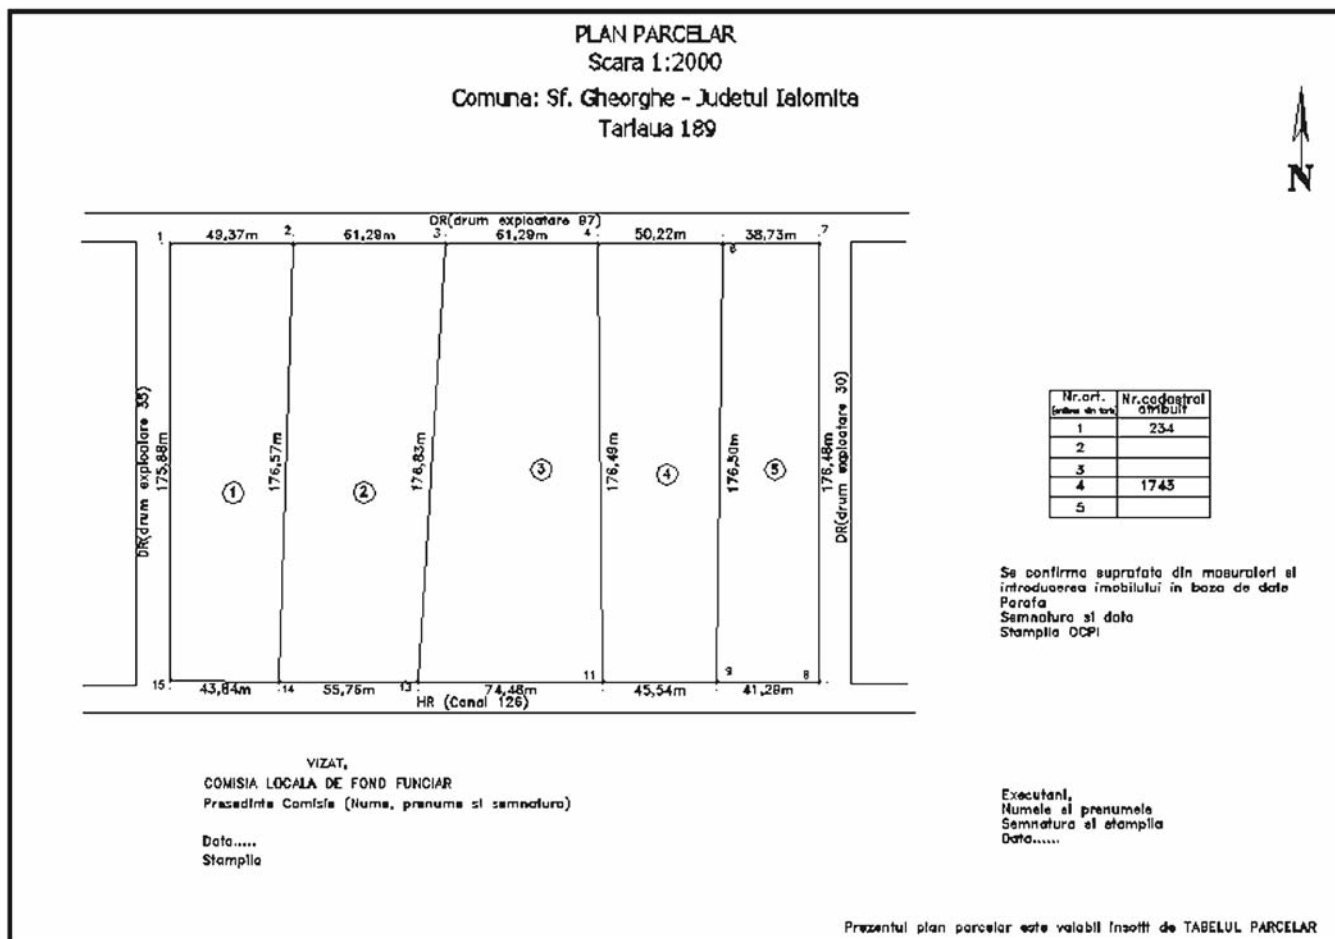 PLAN PARCELAR
Scara 1:2000
Comuna: Sf. Gheorghe - Judetul Ialomita
Tarlaua 189
N
DR(drum exploatare 87)
1 49,37m 2 61,29m 3 61,29m 4 50,22m 38,73m 7
6
DR(drum exploatare 35)
175,88m
176,57m
176,83m
176,49m
176,50m
176,48m
DR(drum exploatare 30)
1 2 3 4 5
15 43,84m 14 55,76m 13 74,48m 11 45,54m 9 41,29m 8
HR (Canal 126)
Nr.art. Nr.cadastral
atribuit
1 234
2
3
4 1743
5
Se confirma suprafata din masuratori si
introducerea imobilului in baza de date
Parafa
Semnatura si data
Stampila OCPI
VIZAT,
COMISIA LOCALA DE FOND FUNCIAR
Presedinte Comisie (Nume, prenume si semnatura)
Data.....
Stampila
Executant,
Numele si prenumele
Semnatura si stampila
Data......
Prezentul plan parcelar este valabil insotit de TABELUL PARCELAR